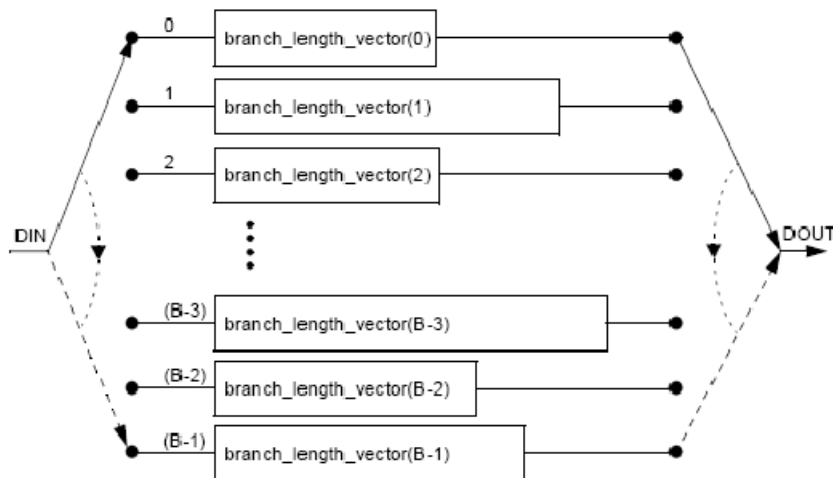 0
branch_length_vector(0)
1
branch_length_vector(1)
2
branch_length_vector(2)
DIN
DOUT
(B-3)
branch_length_vector(B-3)
(B-2)
branch_length_vector(B-2)
(B-1)
branch_length_vector(B-1)